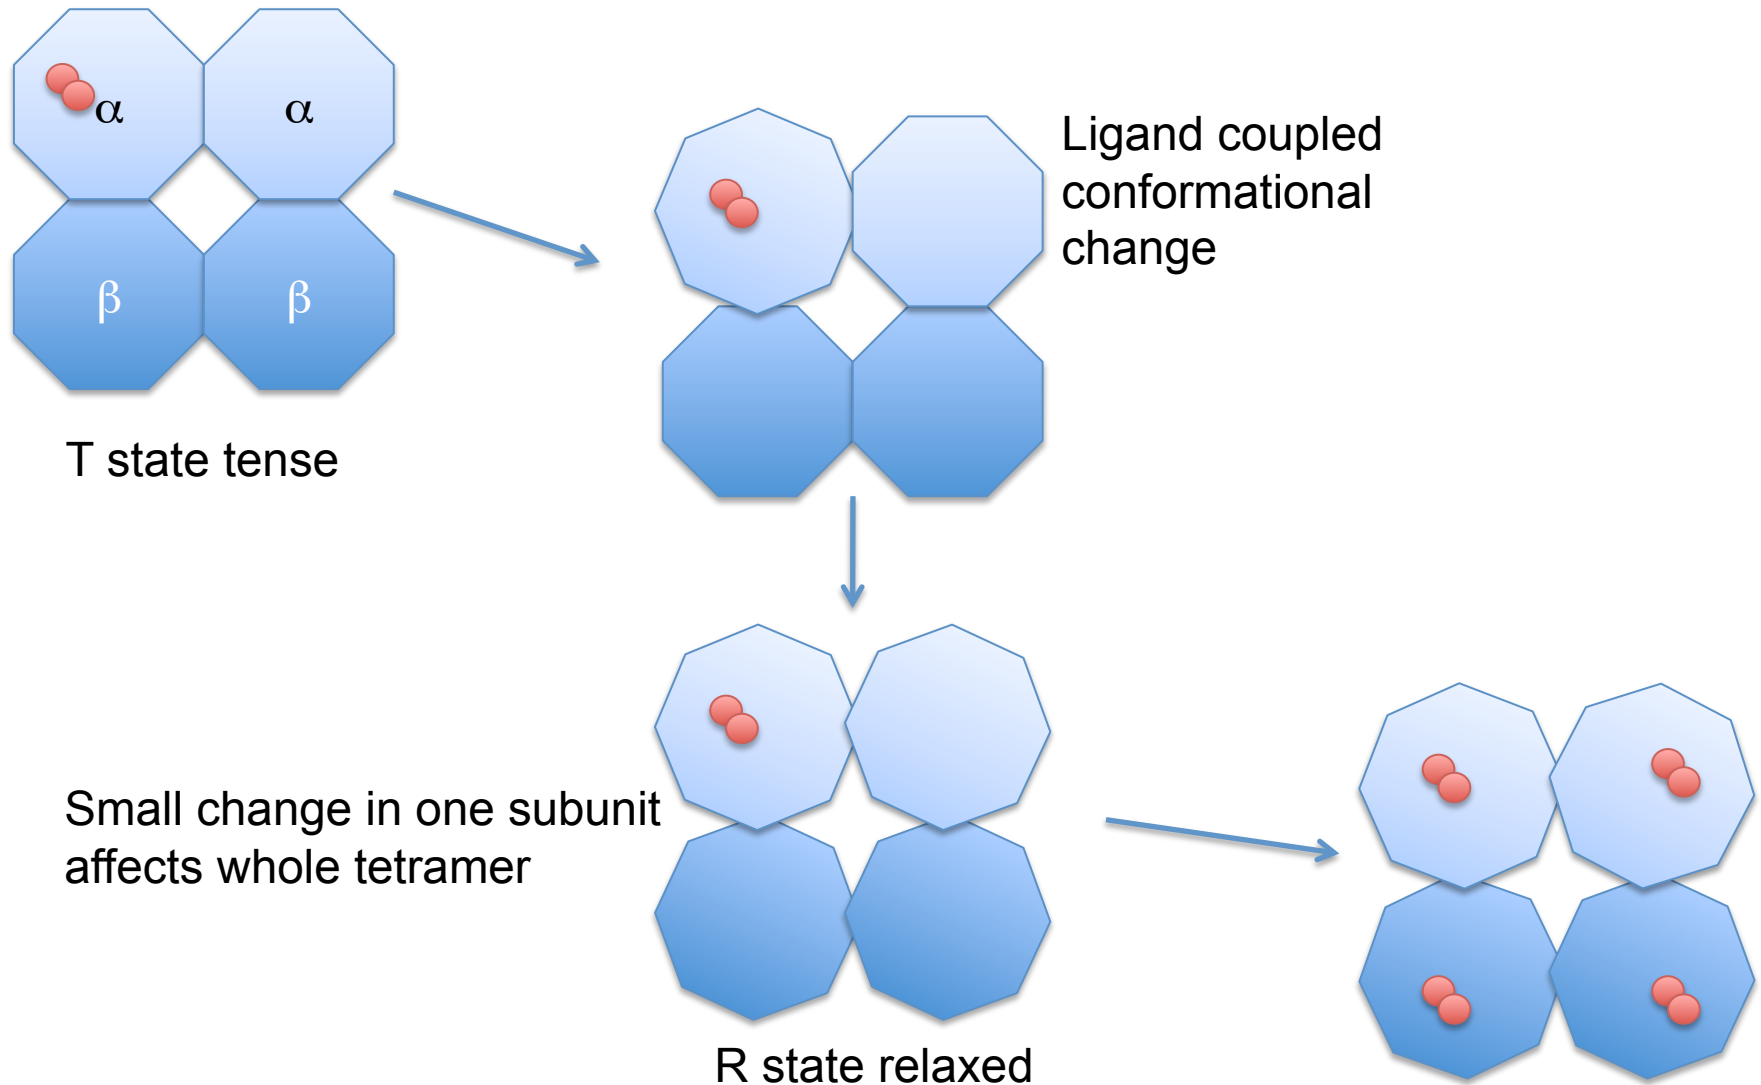 α α
β β
T state tense
Ligand coupled
conformational
change
Small change in one subunit
affects whole tetramer
R state relaxed